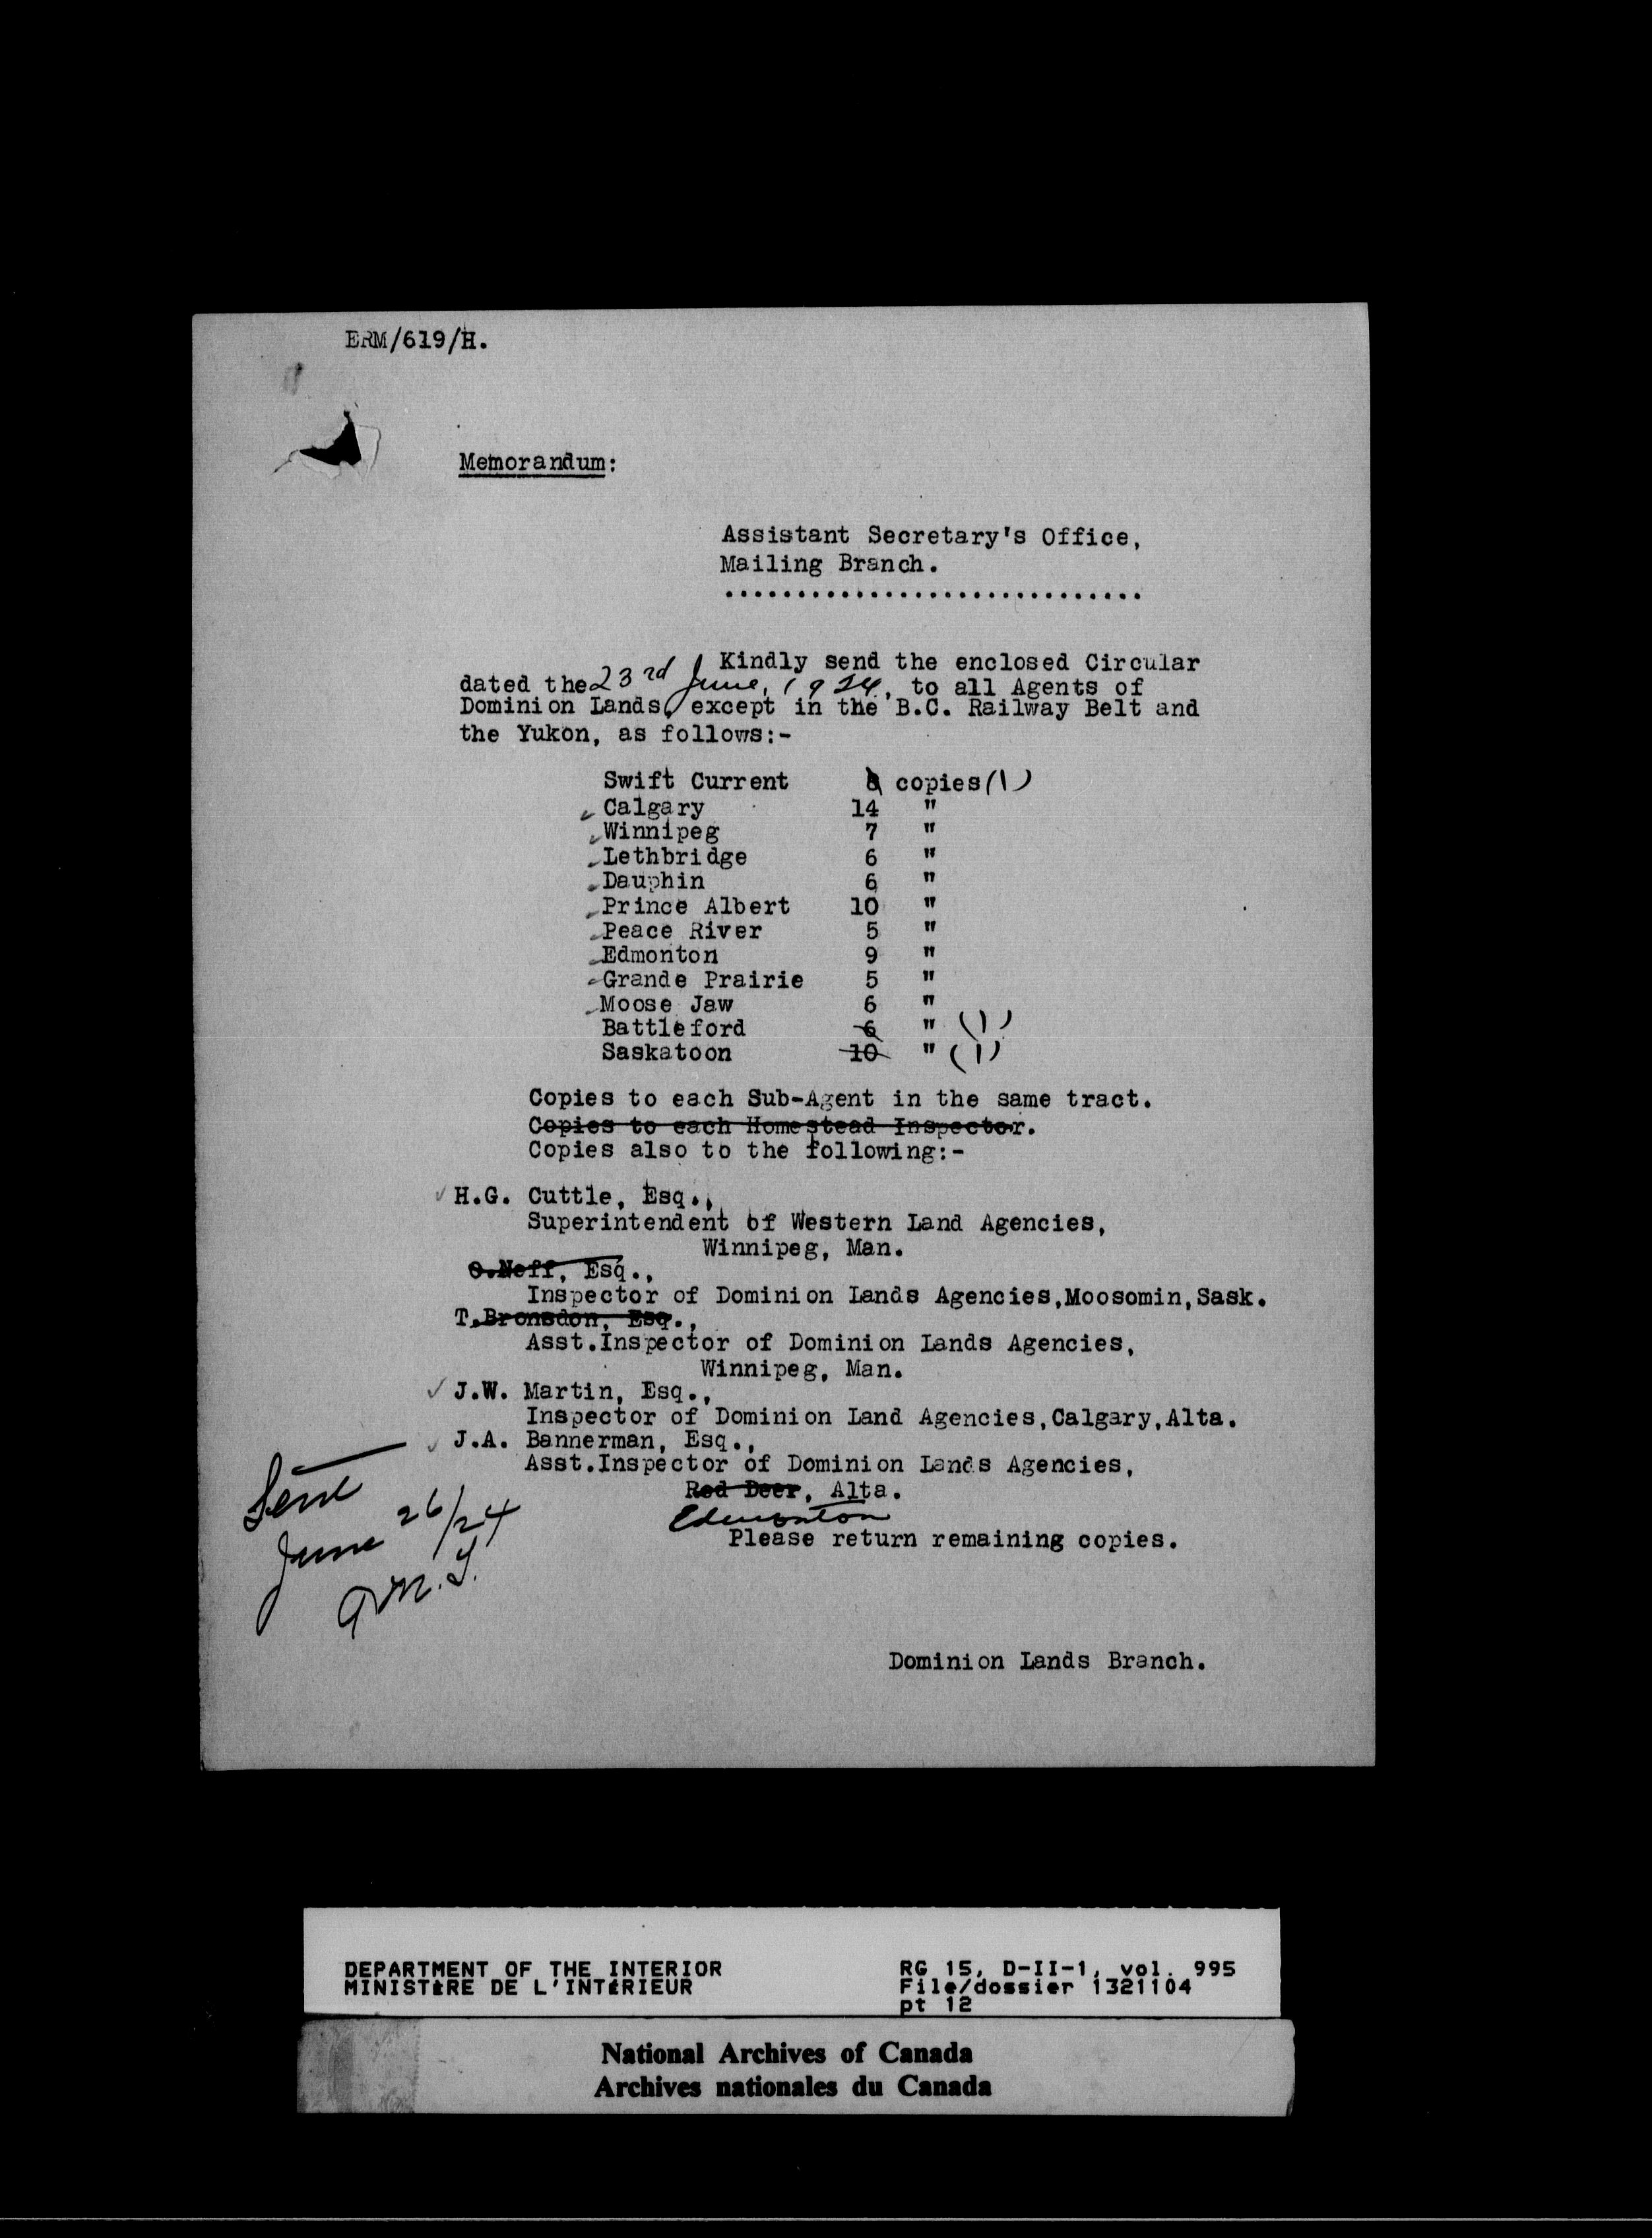 ERM/619/H.
Memorandum:
Assistant Secretary's Office,
Mailing Branch.
.............................
Kindly send the enclosed Circular
dated the 23rd June, 1924, to all Agents of
Dominion Lands, except in the B.C. Railway Belt and
the Yukon, as follows:-
Swift Current 8 copies (1)
Calgary 14 "
Winnipeg 7 "
Lethbridge 6 "
Dauphin 6 "
Prince Albert 10 "
Peace River 5 "
Edmonton 9 "
Grande Prairie 5 "
Moose Jaw 6 "
Battleford 6 " (1)
Saskatoon 10 " (1)
Copies to each Sub-Agent in the same tract.
Copies to each Homestead Inspector.
Copies also to the following:-
✓ H.G. Cuttle, Esq.,
Superintendent of Western Land Agencies,
Winnipeg, Man.
O.Neff, Esq.,
Inspector of Dominion Lands Agencies,Moosomin,Sask.
T.Bronsdon, Esq.,
Asst.Inspector of Dominion Lands Agencies,
Winnipeg, Man.
✓ J.W. Martin, Esq.,
Inspector of Dominion Land Agencies,Calgary,Alta.
✓ J.A. Bannerman, Esq.,
Asst.Inspector of Dominion Lands Agencies,
Red Deer, Alta.
Edmonton
Please return remaining copies.
Sent
June 26/24
Dominion Lands Branch.
DEPARTMENT OF THE INTERIOR
MINISTÈRE DE L'INTÉRIEUR
RG 15, D-II-1, vol. 995
File/dossier 1321104
pt 12
National Archives of Canada
Archives nationales du Canada